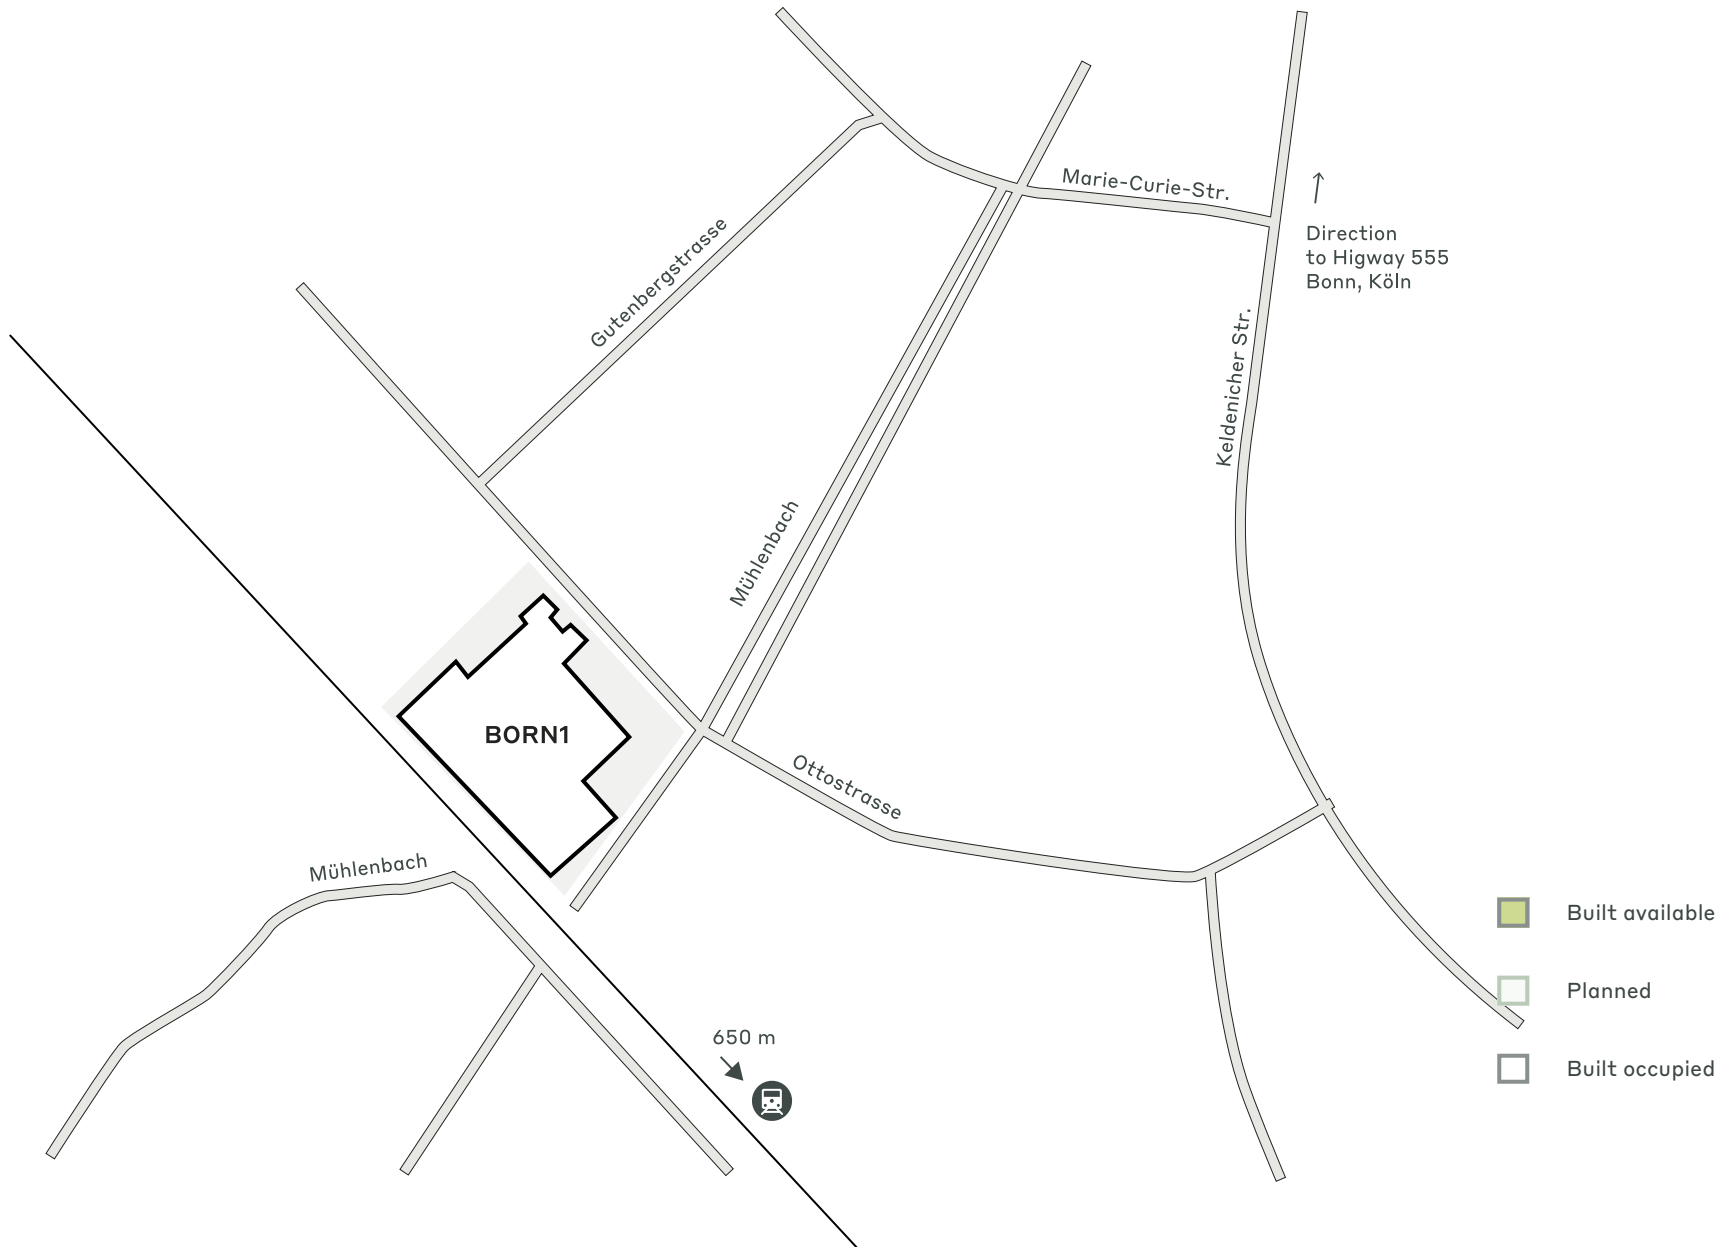 Marie-Curie-Str.
Direction
to Higway 555
Bonn, Köln
Gutenbergstrasse
Keldenicher Str.
Mühlenbach
BORN1
Ottostrasse
Mühlenbach
650 m
Built available
Planned
Built occupied